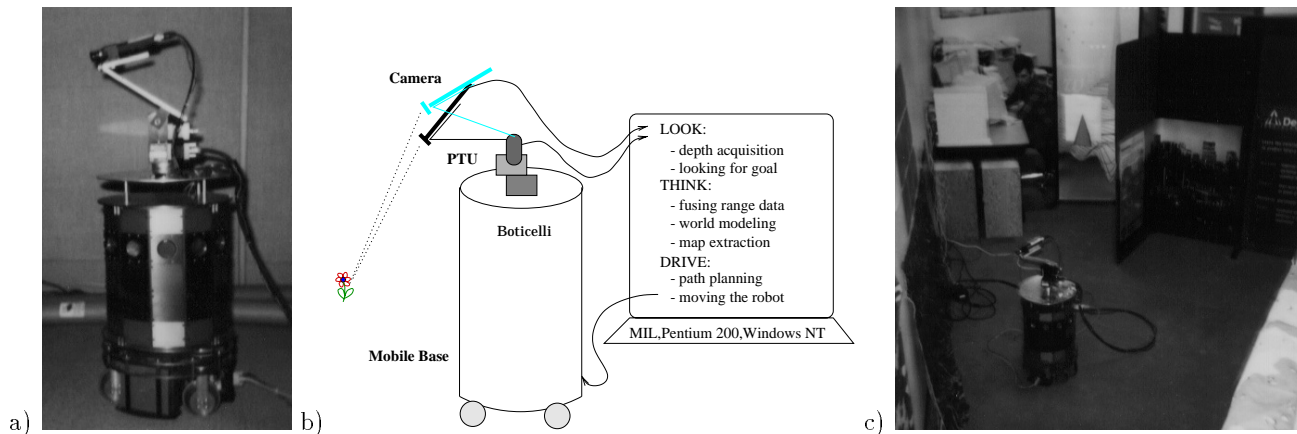 Camera
PTU
Boticelli
Mobile Base
LOOK:
- depth acquisition
- looking for goal
THINK:
- fusing range data
- world modeling
- map extraction
DRIVE:
- path planning
- moving the robot
MIL,Pentium 200,Windows NT
a)
b)
c)